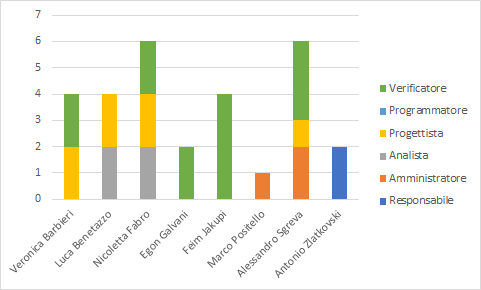 7
6
5
4
3
2
1
0
Veronica Barbieri
Luca Benetazzo
Nicoletta Fabro
Egon Galvani
Feim Jakupi
Marco Positello
Alessandro Sgreva
Antonio Zlatkovski
Verificatore
Programmatore
Progettista
Analista
Amministratore
Responsabile